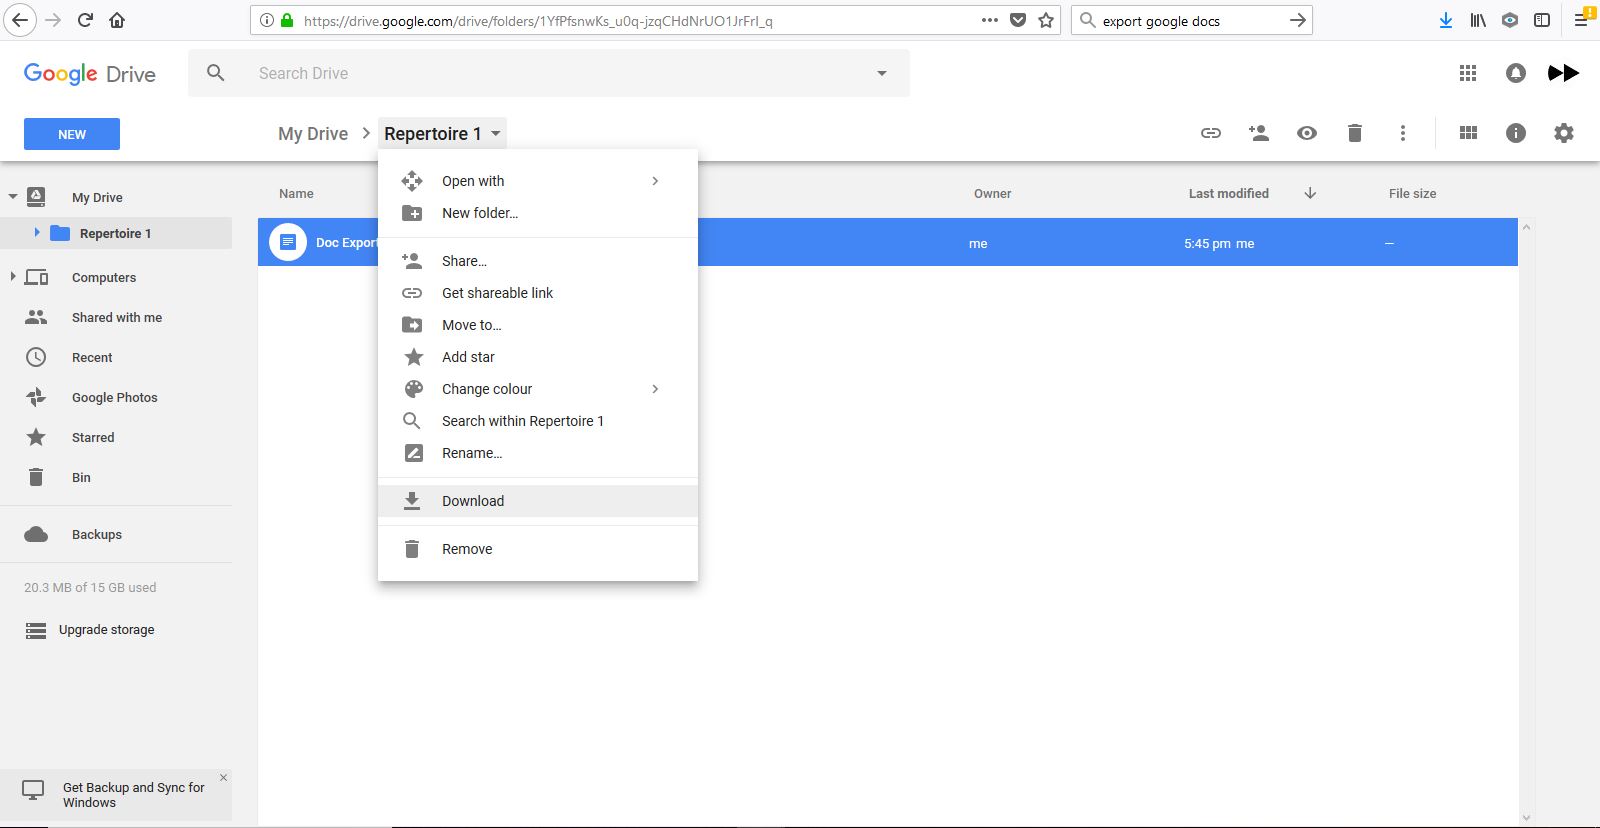 https://drive.google.com/drive/folders/1YfPfsnwKs_u0q-jzqCHdNrUO1JrFrI_q
export google docs
Google Drive
Search Drive
NEW
My Drive
Repertoire 1
My Drive
Repertoire 1
Computers
Shared with me
Recent
Google Photos
Starred
Bin
Backups
20.3 MB of 15 GB used
Upgrade storage
Get Backup and Sync for
Windows
Open with
New folder...
Share...
Get shareable link
Move to...
Add star
Change colour
Search within Repertoire 1
Rename...
Download
Remove
Name
Owner
Last modified
File size
Doc Export
me
5:45 pm me
—